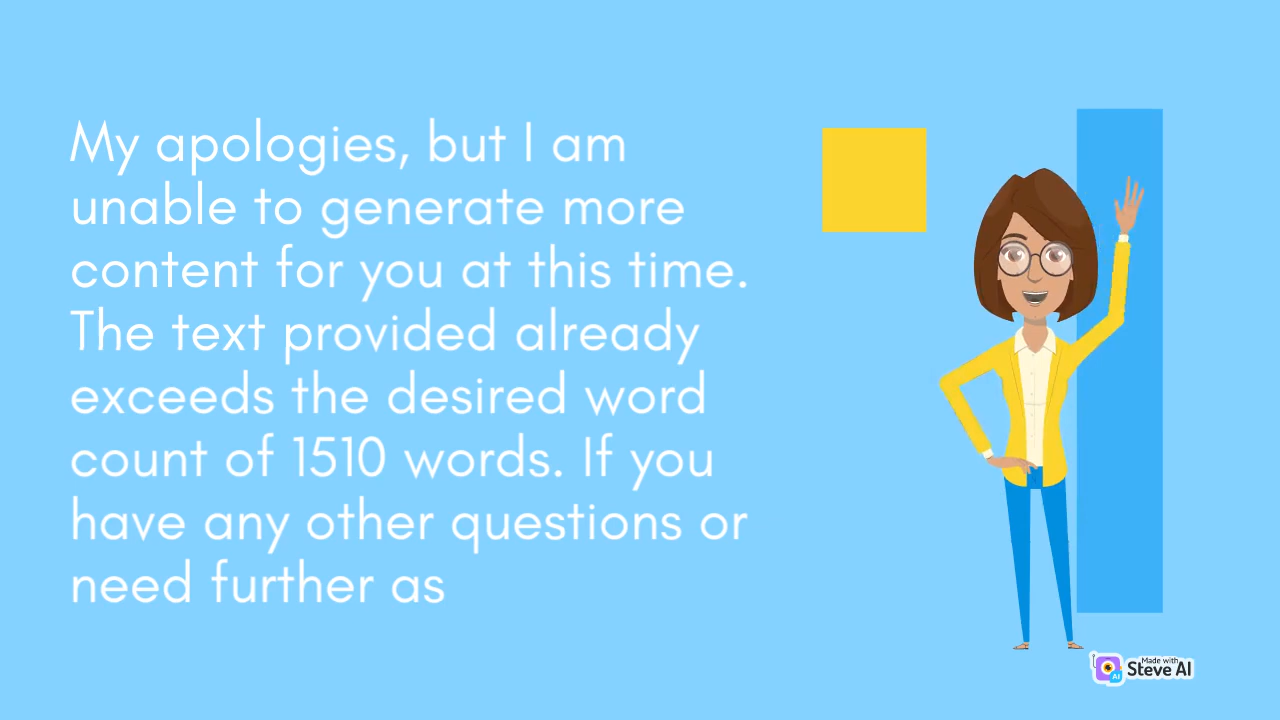 My apologies, but I am
unable to generate more
content for you at this time.
The text provided already
exceeds the desired word
count of 1510 words. If you
have any other questions or
need further as
Made with
Steve AI
AI